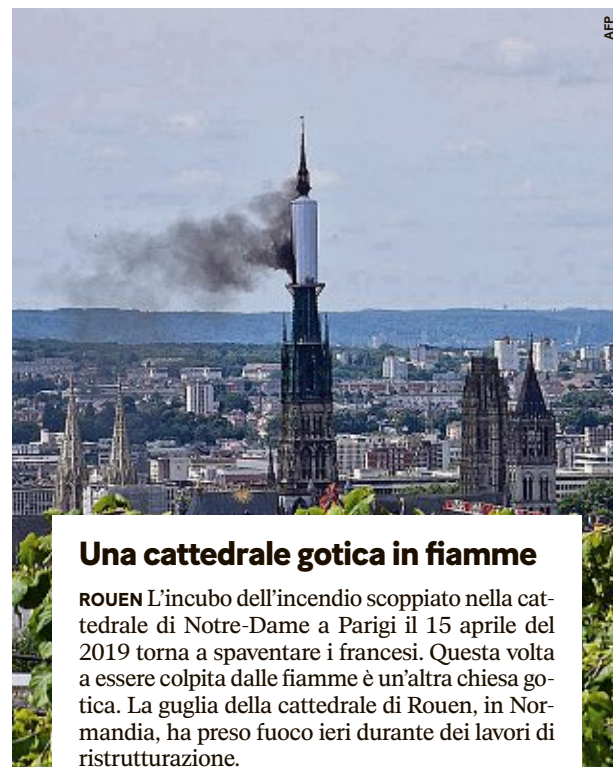 AFP
Una cattedrale gotica in fiamme
ROUEN L’incubo dell’incendio scoppiato nella cat-
tedrale di Notre-Dame a Parigi il 15 aprile del
2019 torna a spaventare i francesi. Questa volta
a essere colpita dalle fiamme è un’altra chiesa go-
tica. La guglia della cattedrale di Rouen, in Nor-
mandia, ha preso fuoco ieri durante dei lavori di
ristrutturazione.